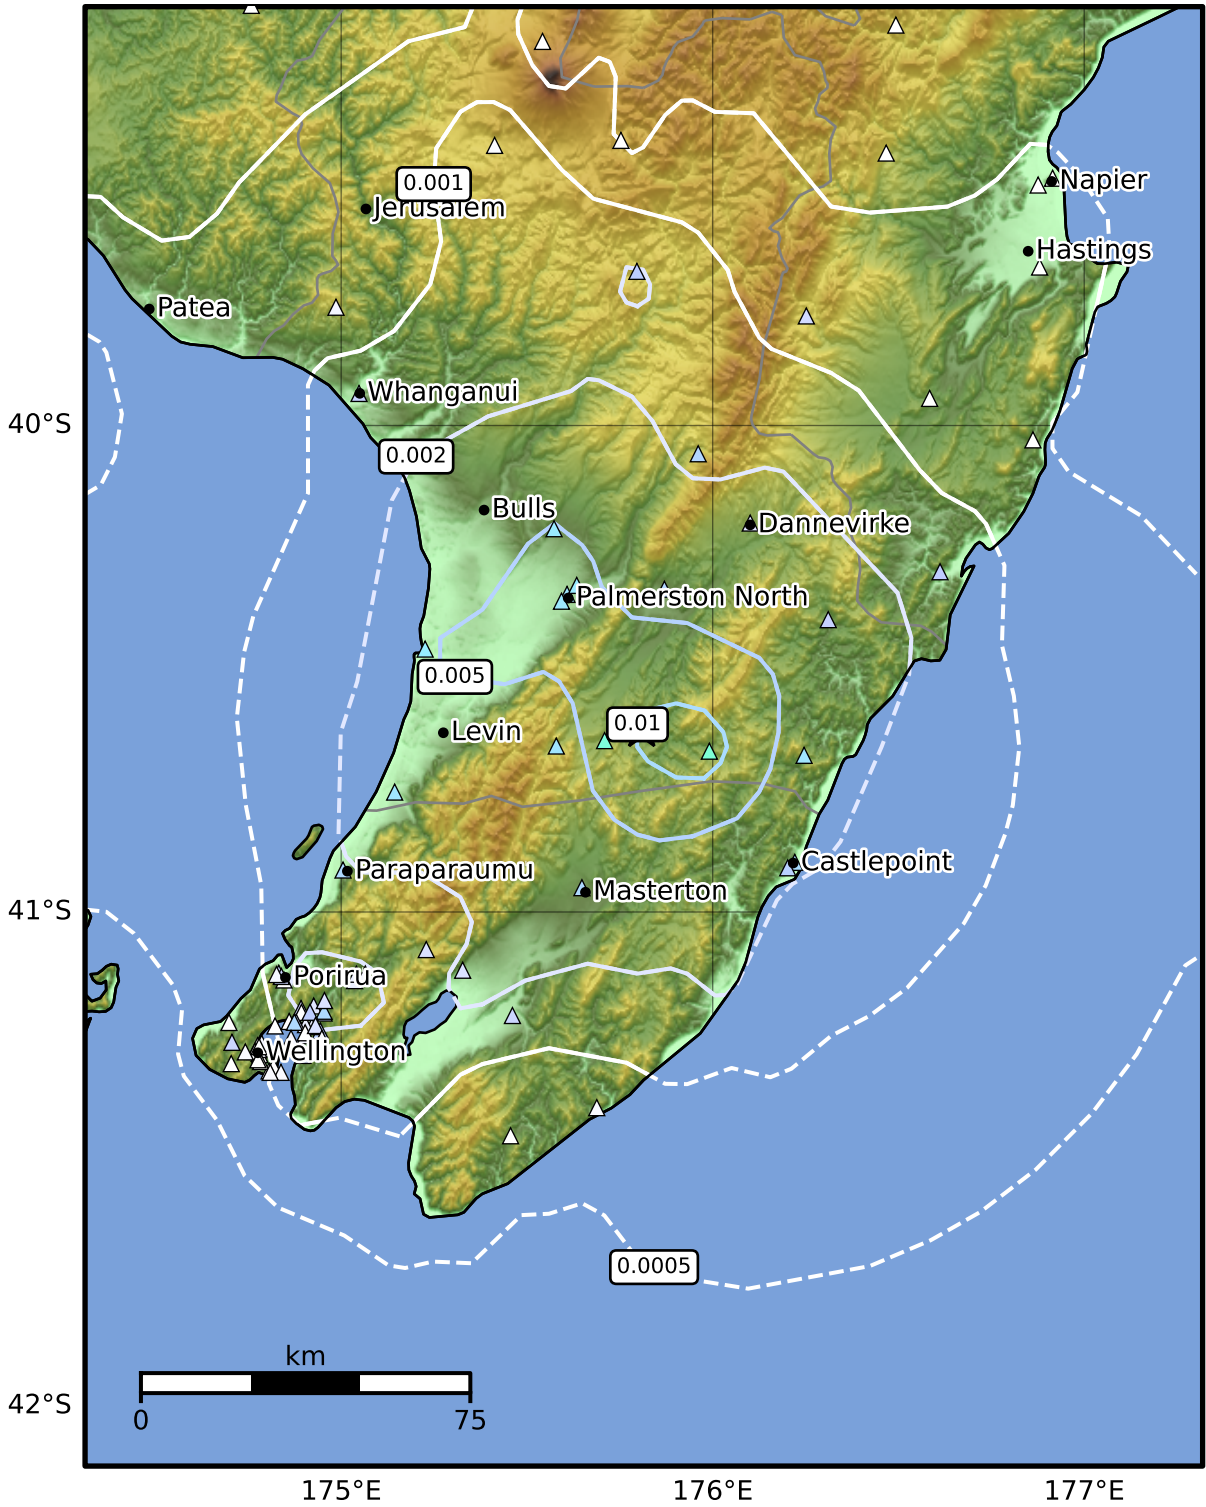 0.001
Napier
Jerusalem
Hastings
Patea
Whanganui
40°S
0.002
Bulls
Dannevirke
Palmerston North
0.005
0.01
Levin
Castlepoint
Paraparaumu
Masterton
41°S
Porirua
Wellington
0.0005
km
0 75
42°S
175°E 176°E 177°E